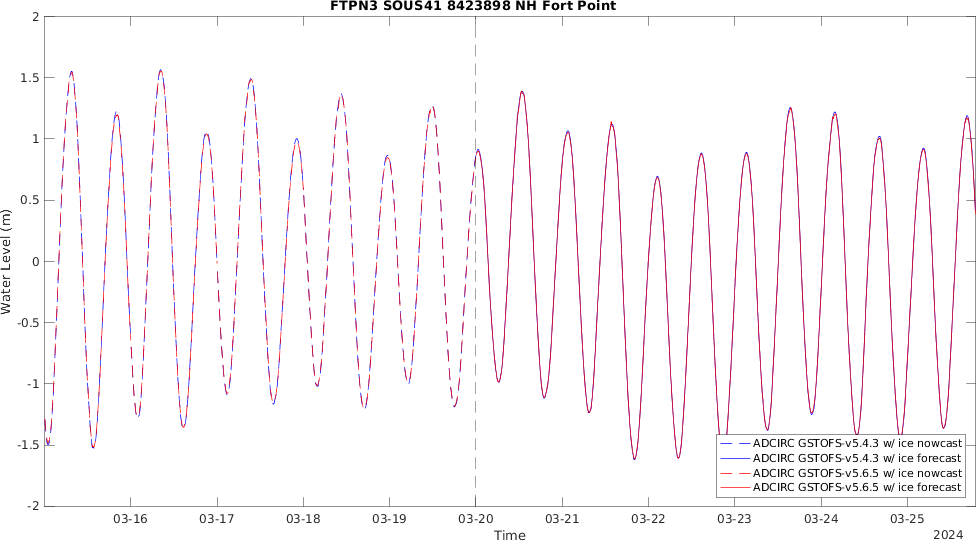 FTPN3 SOUS41 8423898 NH Fort Point
Water Level (m)
2
1.5
1
0.5
0
-0.5
-1
-1.5
-2
ADCIRC GSTOFS-v5.4.3 w/ ice nowcast
ADCIRC GSTOFS-v5.4.3 w/ ice forecast
ADCIRC GSTOFS-v5.6.5 w/ ice nowcast
ADCIRC GSTOFS-v5.6.5 w/ ice forecast
03-16 03-17 03-18 03-19 03-20 03-21 03-22 03-23 03-24 03-25
Time
2024